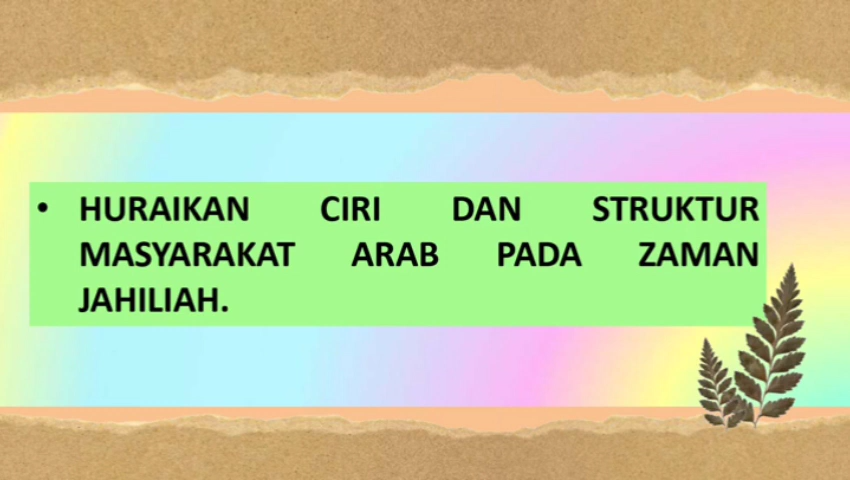 • HURAIKAN CIRI DAN STRUKTUR
MASYARAKAT ARAB PADA ZAMAN
JAHILIAH.